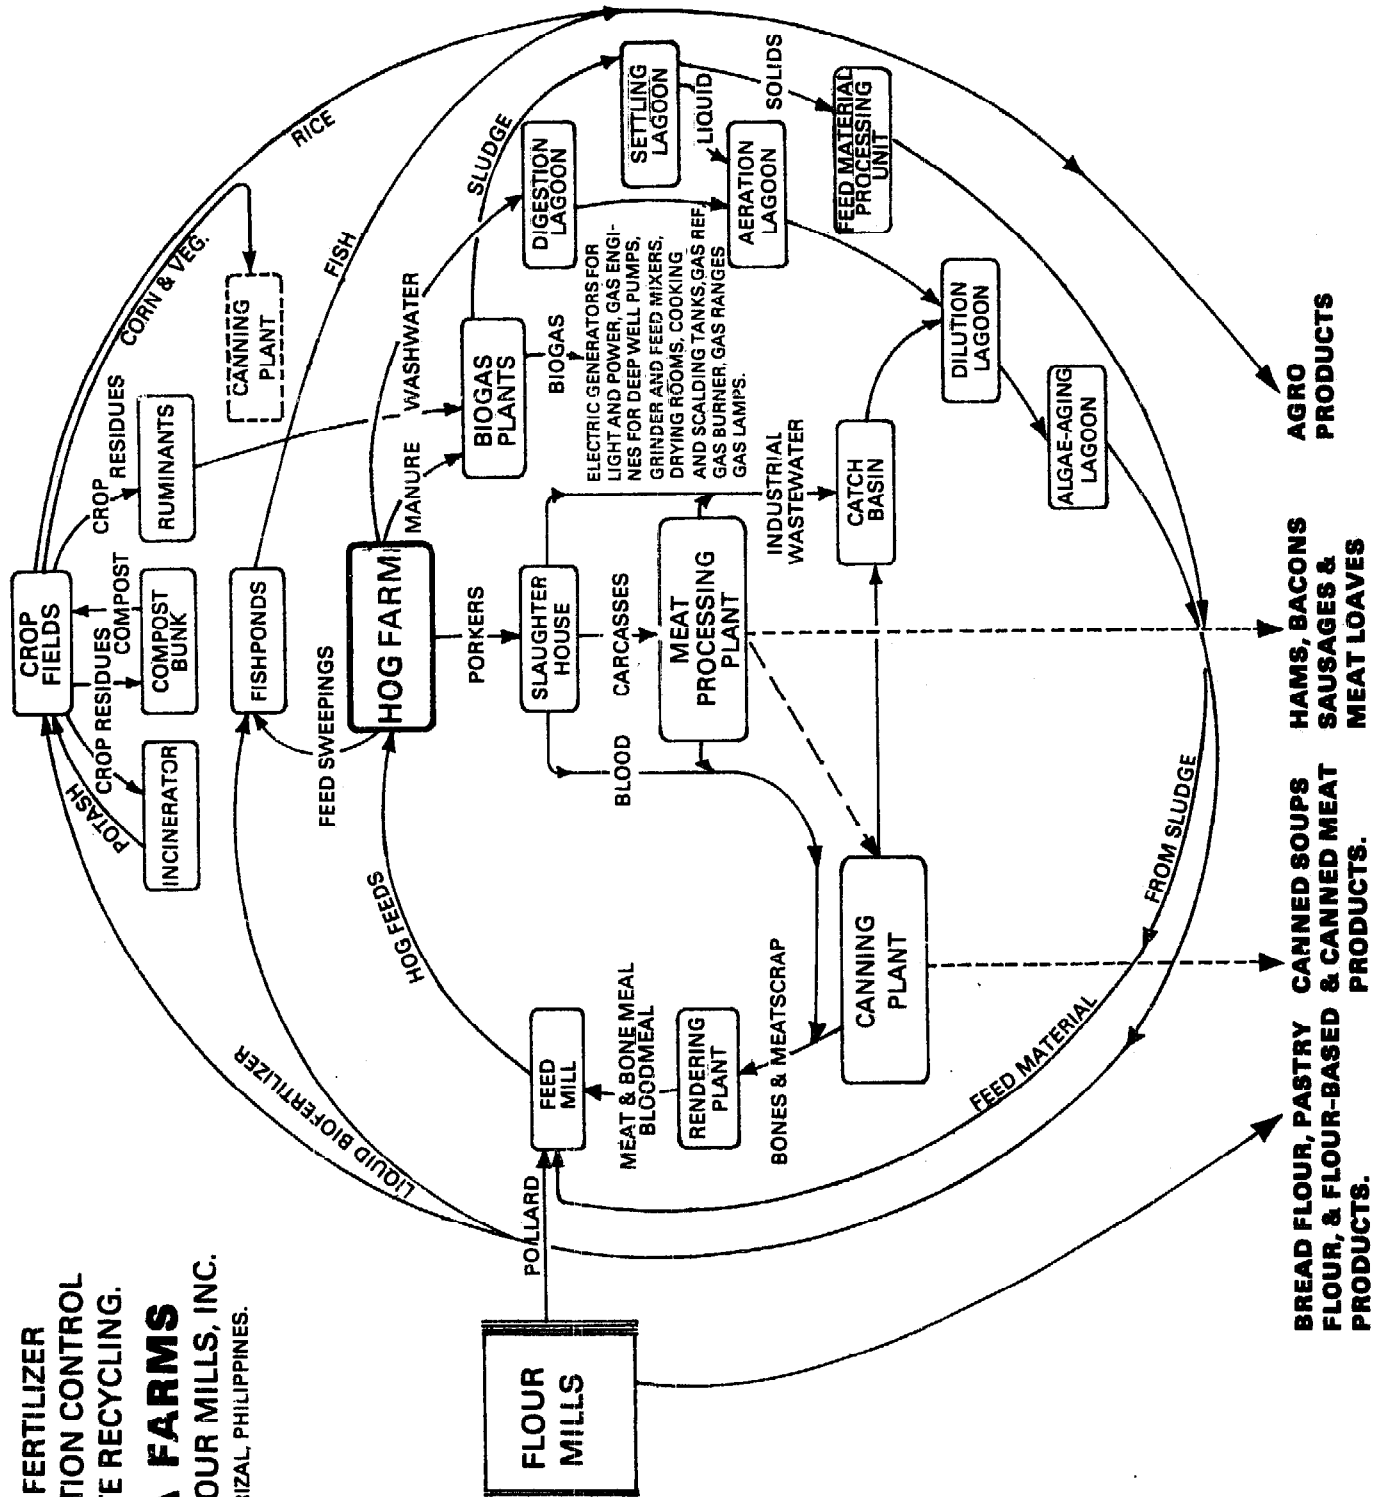 FERTILIZER
TION CONTROL
TE RECYCLING.
A FARMS
OUR MILLS, INC.
RIZAL, PHILIPPINES.
CROP
FIELDS
RICE
CORN & VEG.
CANNING
PLANT
CROP
RESIDUES
RUMINANTS
COMPOST
COMPOST
BUNK
CROP RESIDUES
INCINERATOR
POTASH
FISH
FISHPONDS
FEED SWEEPINGS
HOG FARM
MANURE
WASHWATER
SLUDGE
BIOGAS
PLANTS
BIOGAS
DIGESTION
LAGOON
SETTLING
LAGOON
LIQUID
SOLIDS
ELECTRIC GENERATORS FOR
LIGHT AND POWER, GAS ENGI-
NES FOR DEEP WELL PUMPS,
GRINDER AND FEED MIXERS,
DRYING ROOMS, COOKING
AND SCALDING TANKS, GAS REF.
GAS BURNER, GAS RANGES
GAS LAMPS.
AERATION
LAGOON
FEED MATERIAL
PROCESSING
UNIT
DILUTION
LAGOON
ALGAE-AGING
LAGOON
PORKERS
SLAUGHTER
HOUSE
CARCASSES
BLOOD
MEAT
PROCESSING
PLANT
INDUSTRIAL
WASTEWATER
CATCH
BASIN
HOG FEEDS
FEED
MILL
MEAT & BONE MEAL
BLOODMEAL
RENDERING
PLANT
BONES & MEATSCRAP
CANNING
PLANT
LIQUID BIOFERTILIZER
POLLARD
FLOUR
MILLS
FROM SLUDGE
FEED MATERIAL
BREAD FLOUR, PASTRY
FLOUR, & FLOUR-BASED
PRODUCTS.
CANNED SOUPS
& CANNED MEAT
PRODUCTS.
HAMS, BACONS
SAUSAGES &
MEAT LOAVES
AGRO
PRODUCTS